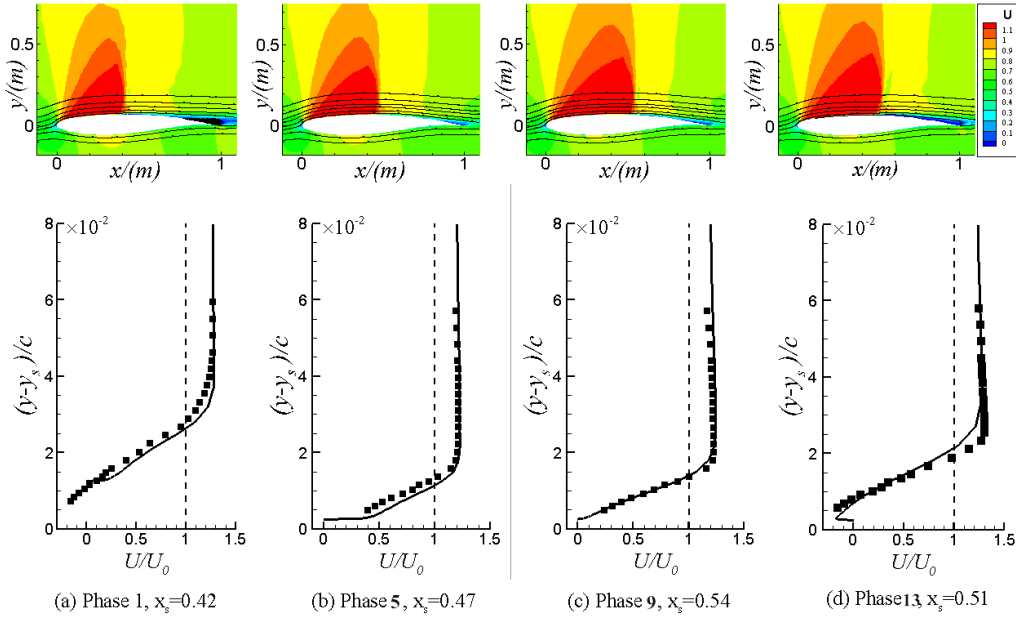 0.5
0
y/(m)
0 1
x/(m)
0.5
0
y/(m)
0 1
x/(m)
0.5
0
y/(m)
0 1
x/(m)
0.5
0
y/(m)
0 1
x/(m)
U
1.1
1
0.9
0.8
0.7
0.6
0.5
0.4
0.3
0.2
0.1
0
8
×10⁻²
6
4
2
0
(y-yₛ)/c
0 0.5 1 1.5
U/U₀
8
×10⁻²
6
4
2
0
(y-yₛ)/c
0 0.5 1 1.5
U/U₀
8
×10⁻²
6
4
2
0
(y-yₛ)/c
0 0.5 1 1.5
U/U₀
8
×10⁻²
6
4
2
0
(y-yₛ)/c
0 0.5 1 1.5
U/U₀
(a) Phase 1, xₛ=0.42
(b) Phase 5, xₛ=0.47
(c) Phase 9, xₛ=0.54
(d) Phase13, xₛ=0.51